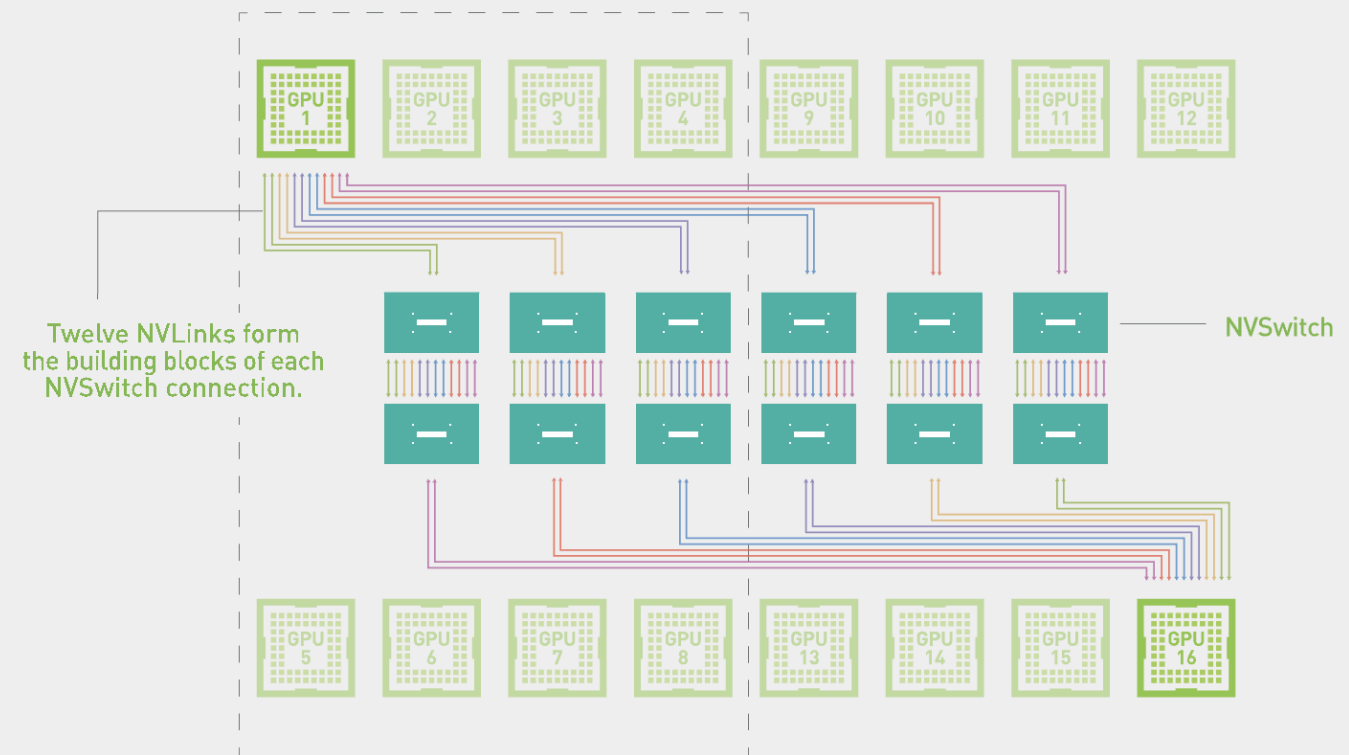 GPU
1
GPU
2
GPU
3
GPU
4
GPU
9
GPU
10
GPU
11
GPU
12
Twelve NVLinks form
the building blocks of each
NVSwitch connection.
NVSwitch
GPU
5
GPU
6
GPU
7
GPU
8
GPU
13
GPU
14
GPU
15
GPU
16